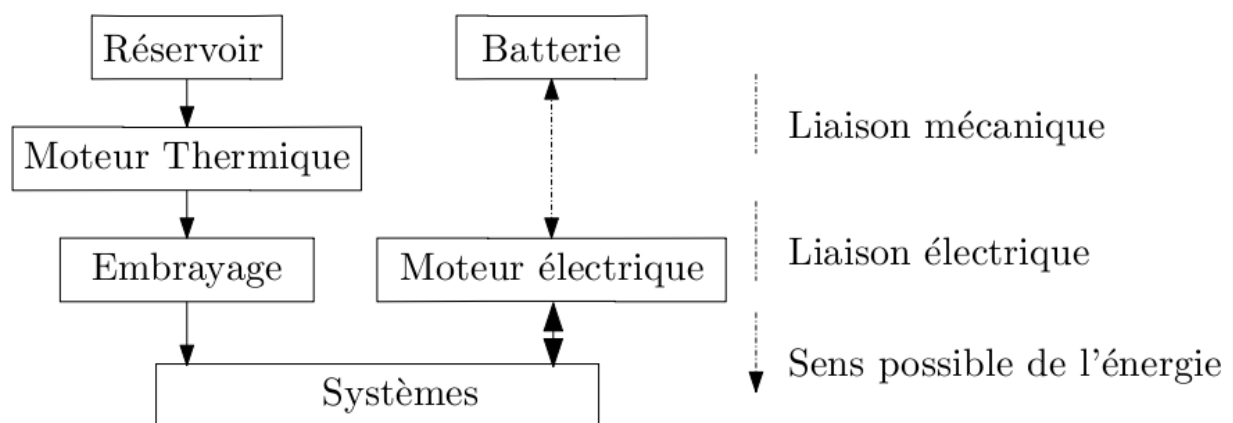 Réservoir
Batterie
Liaison mécanique
Moteur Thermique
Liaison électrique
Embrayage
Moteur électrique
Sens possible de l'énergie
Systèmes